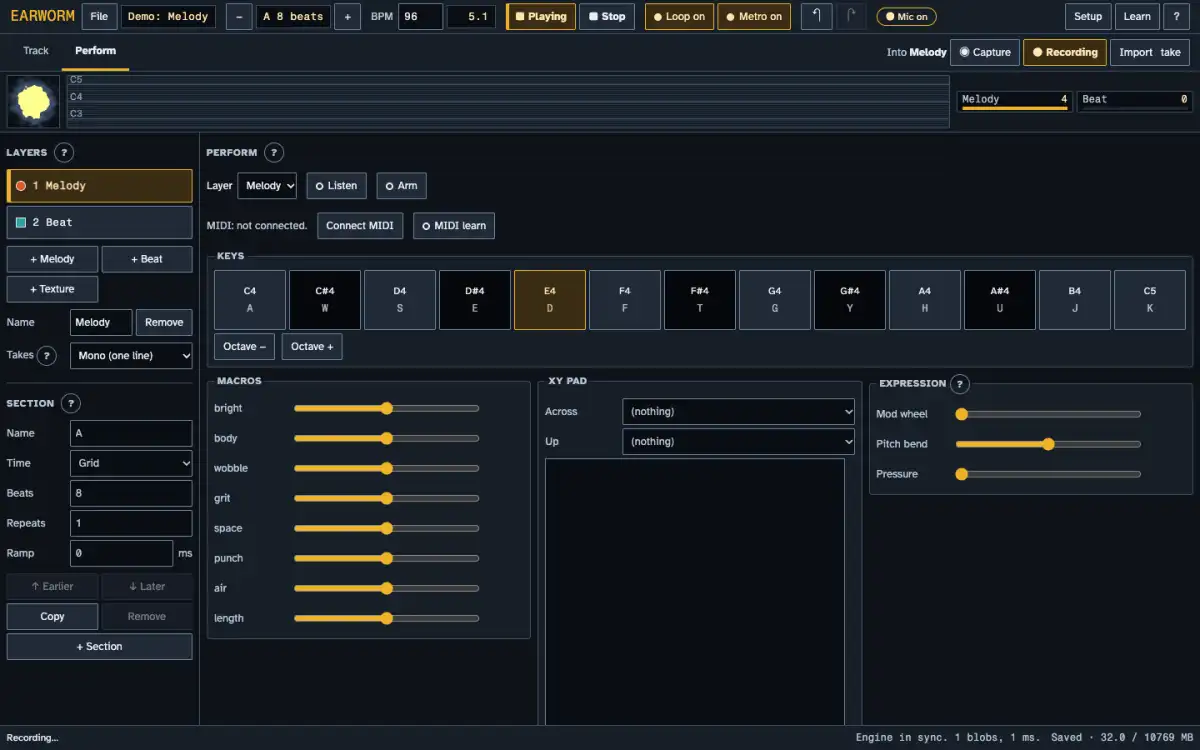 EARWORM File Demo: Melody – A 8 beats + BPM 96 5.1 Playing Stop Loop on Metro on Mic on Setup Learn ?
Track Perform Into Melody Capture Recording Import take
C5
C4
C3
Melody 4 Beat 0
LAYERS ?
1 Melody
2 Beat
+ Melody + Beat
+ Texture
Name Melody Remove
Takes ? Mono (one line)
SECTION ?
Name A
Time Grid
Beats 8
Repeats 1
Ramp 0 ms
↑ Earlier ↓ Later
Copy Remove
+ Section
PERFORM ?
Layer Melody Listen Arm
MIDI: not connected. Connect MIDI MIDI learn
KEYS
C4 C#4 D4 D#4 E4 F4 F#4 G4 G#4 A4 A#4 B4 C5
A W S E D F T G Y H U J K
Octave – Octave +
MACROS
bright
body
wobble
grit
space
punch
air
length
XY PAD
Across (nothing)
Up (nothing)
EXPRESSION ?
Mod wheel
Pitch bend
Pressure
Recording… Engine in sync. 1 blobs, 1 ms. Saved · 32.0 / 10769 MB